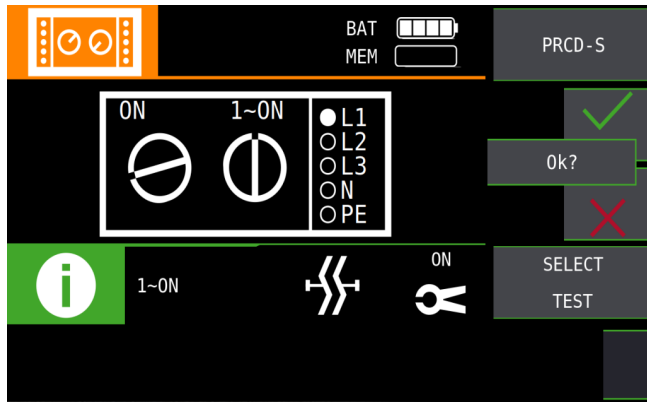 BAT
MEM
PRCD-S
ON 1~ON
L1
L2
L3
N
PE
Ok?
i
1~ON
ON
SELECT
TEST